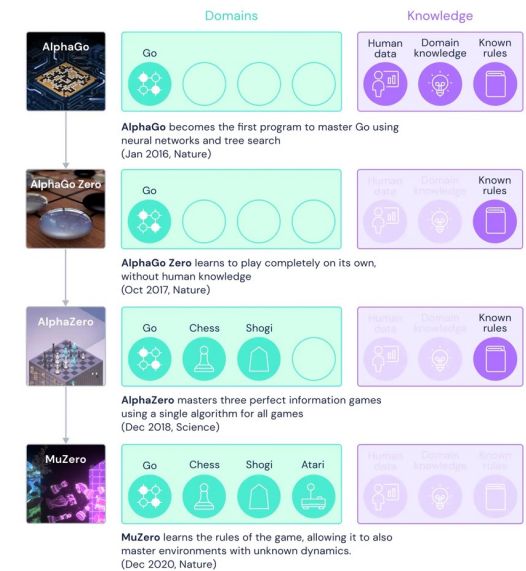 Domains
Knowledge
AlphaGo
Go
Human data
Domain knowledge
Known rules
AlphaGo becomes the first program to master Go using
neural networks and tree search
(Jan 2016, Nature)
AlphaGo Zero
Go
Human data
Domain knowledge
Known rules
AlphaGo Zero learns to play completely on its own,
without human knowledge
(Oct 2017, Nature)
AlphaZero
Go
Chess
Shogi
Human data
Domain knowledge
Known rules
AlphaZero masters three perfect information games
using a single algorithm for all games
(Dec 2018, Science)
MuZero
Go
Chess
Shogi
Atari
Human data
Domain knowledge
Known rules
MuZero learns the rules of the game, allowing it to also
master environments with unknown dynamics.
(Dec 2020, Nature)